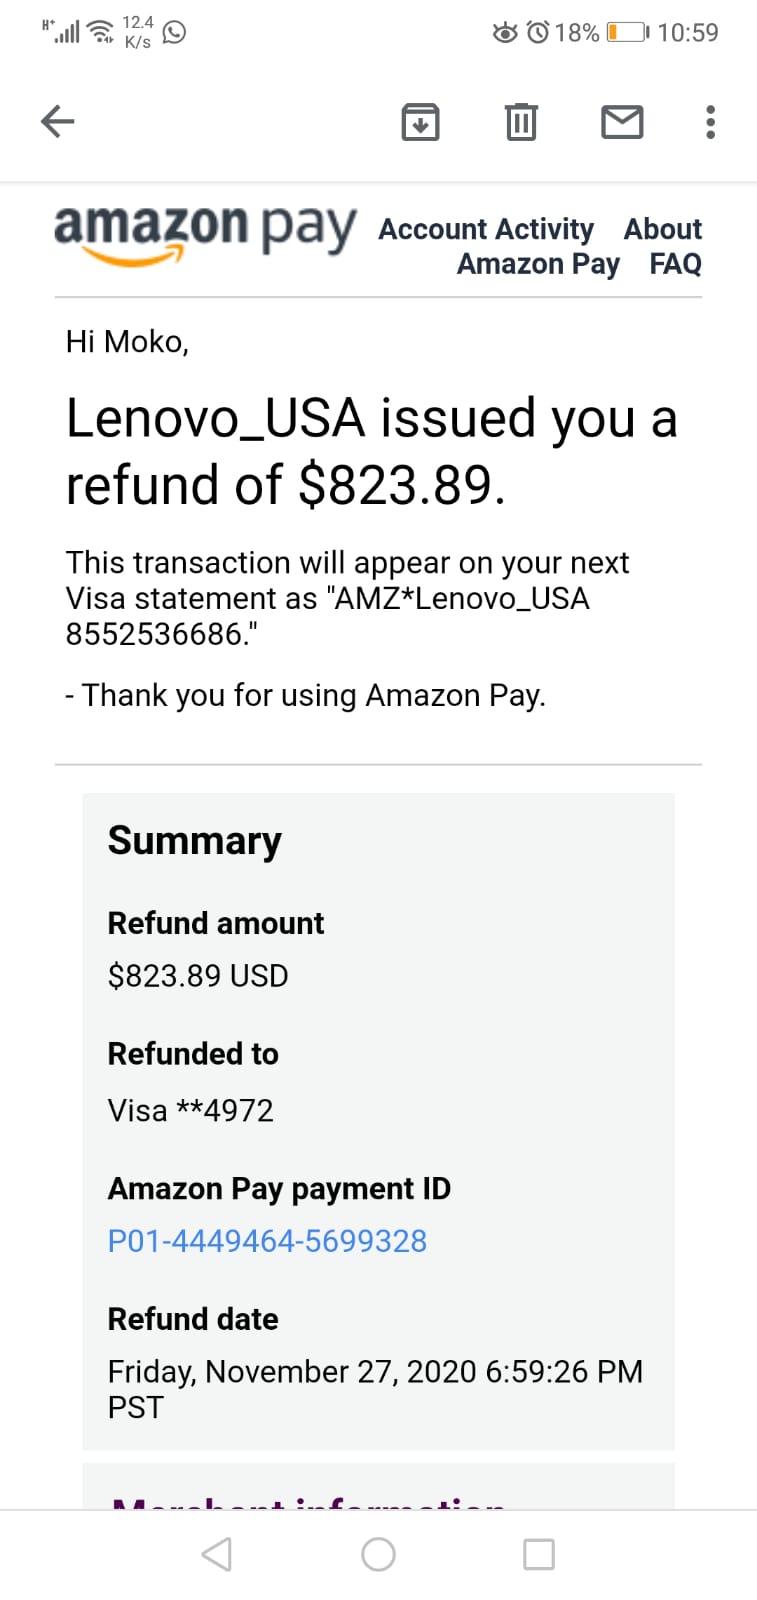 H+ 12.4 K/s 18% 10:59
amazon pay
Account Activity About
Amazon Pay FAQ
Hi Moko,
Lenovo_USA issued you a
refund of $823.89.
This transaction will appear on your next
Visa statement as "AMZ*Lenovo_USA
8552536686."
- Thank you for using Amazon Pay.
Summary
Refund amount
$823.89 USD
Refunded to
Visa **4972
Amazon Pay payment ID
P01-4449464-5699328
Refund date
Friday, November 27, 2020 6:59:26 PM
PST
Merchant information